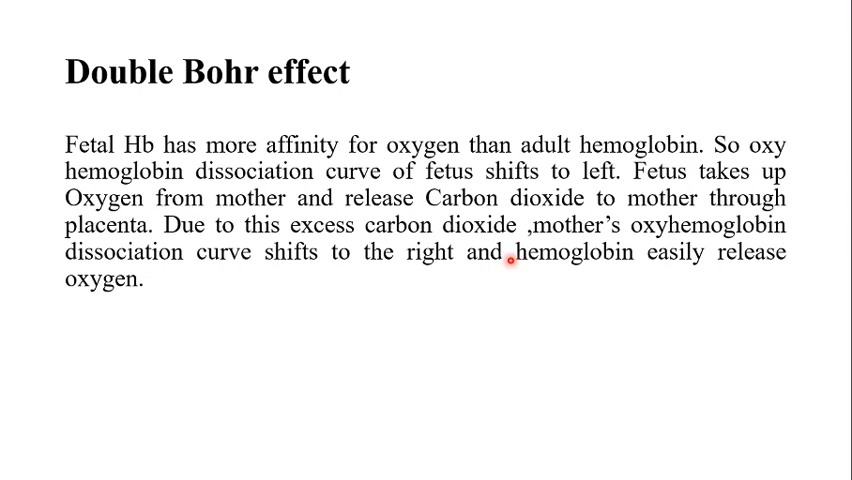 Double Bohr effect
Fetal Hb has more affinity for oxygen than adult hemoglobin. So oxy
hemoglobin dissociation curve of fetus shifts to left. Fetus takes up
Oxygen from mother and release Carbon dioxide to mother through
placenta. Due to this excess carbon dioxide ,mother’s oxyhemoglobin
dissociation curve shifts to the right and hemoglobin easily release
oxygen.